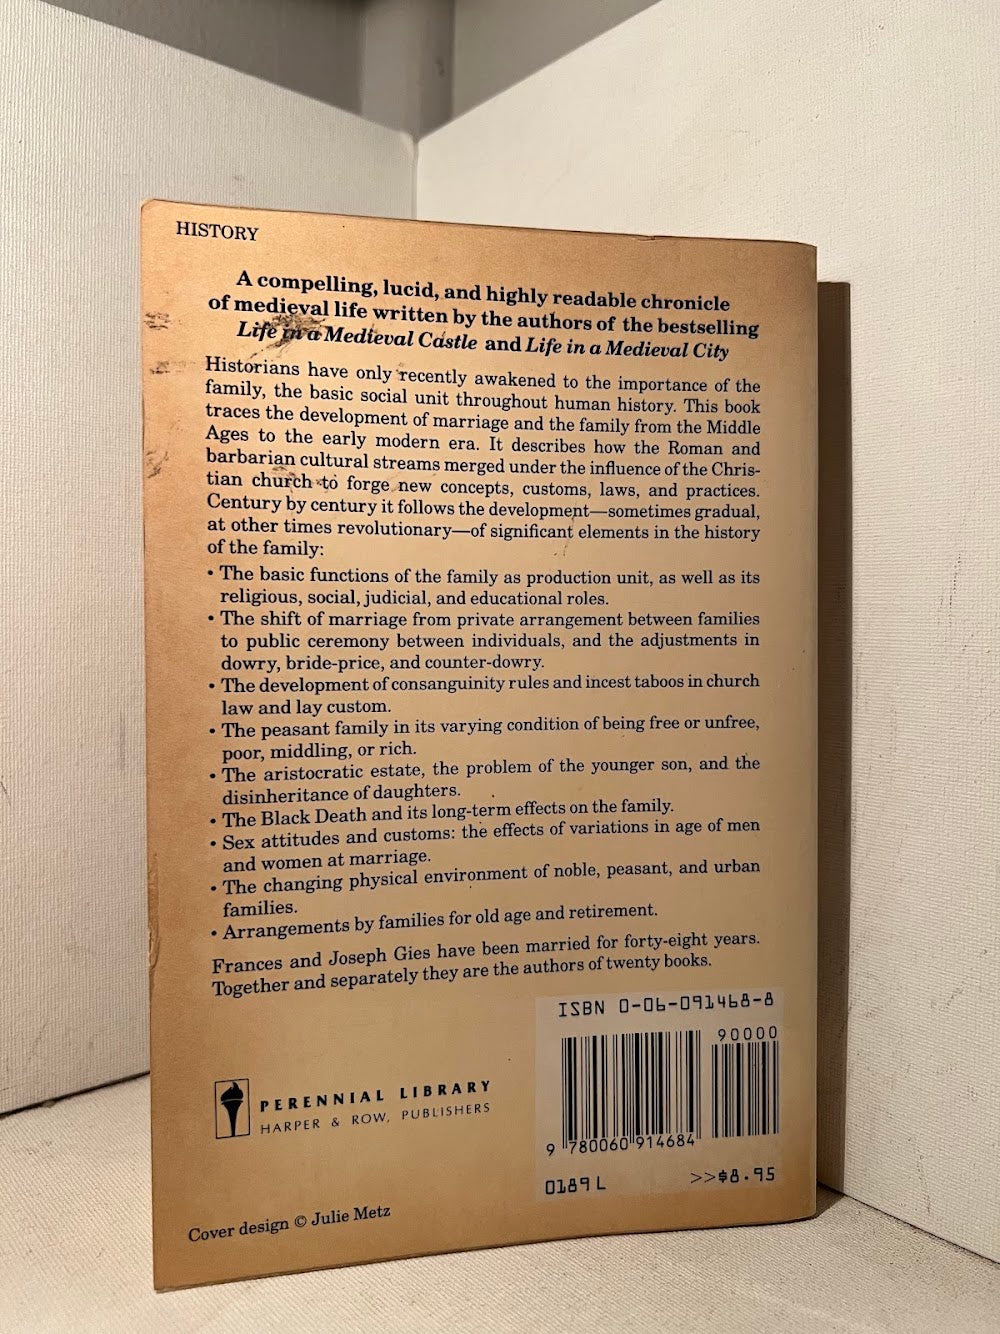 HISTORY
A compelling, lucid, and highly readable chronicle
of medieval life written by the authors of the bestselling
Life in a Medieval Castle and Life in a Medieval City
Historians have only recently awakened to the importance of the
family, the basic social unit throughout human history. This book
traces the development of marriage and the family from the Middle
Ages to the early modern era. It describes how the Roman and
barbarian cultural streams merged under the influence of the Chris-
tian church to forge new concepts, customs, laws, and practices.
Century by century it follows the development—sometimes gradual,
at other times revolutionary—of significant elements in the history
of the family:
• The basic functions of the family as production unit, as well as its
religious, social, judicial, and educational roles.
• The shift of marriage from private arrangement between families
to public ceremony between individuals, and the adjustments in
dowry, bride-price, and counter-dowry.
• The development of consanguinity rules and incest taboos in church
law and lay custom.
• The peasant family in its varying condition of being free or unfree,
poor, middling, or rich.
• The aristocratic estate, the problem of the younger son, and the
disinheritance of daughters.
• The Black Death and its long-term effects on the family.
• Sex attitudes and customs: the effects of variations in age of men
and women at marriage.
• The changing physical environment of noble, peasant, and urban
families.
• Arrangements by families for old age and retirement.
Frances and Joseph Gies have been married for forty-eight years.
Together and separately they are the authors of twenty books.
ISBN 0-06-091468-8
90000
9 780060 914684
PERENNIAL LIBRARY
HARPER & ROW, PUBLISHERS
0189L >>$8.95
Cover design © Julie Metz